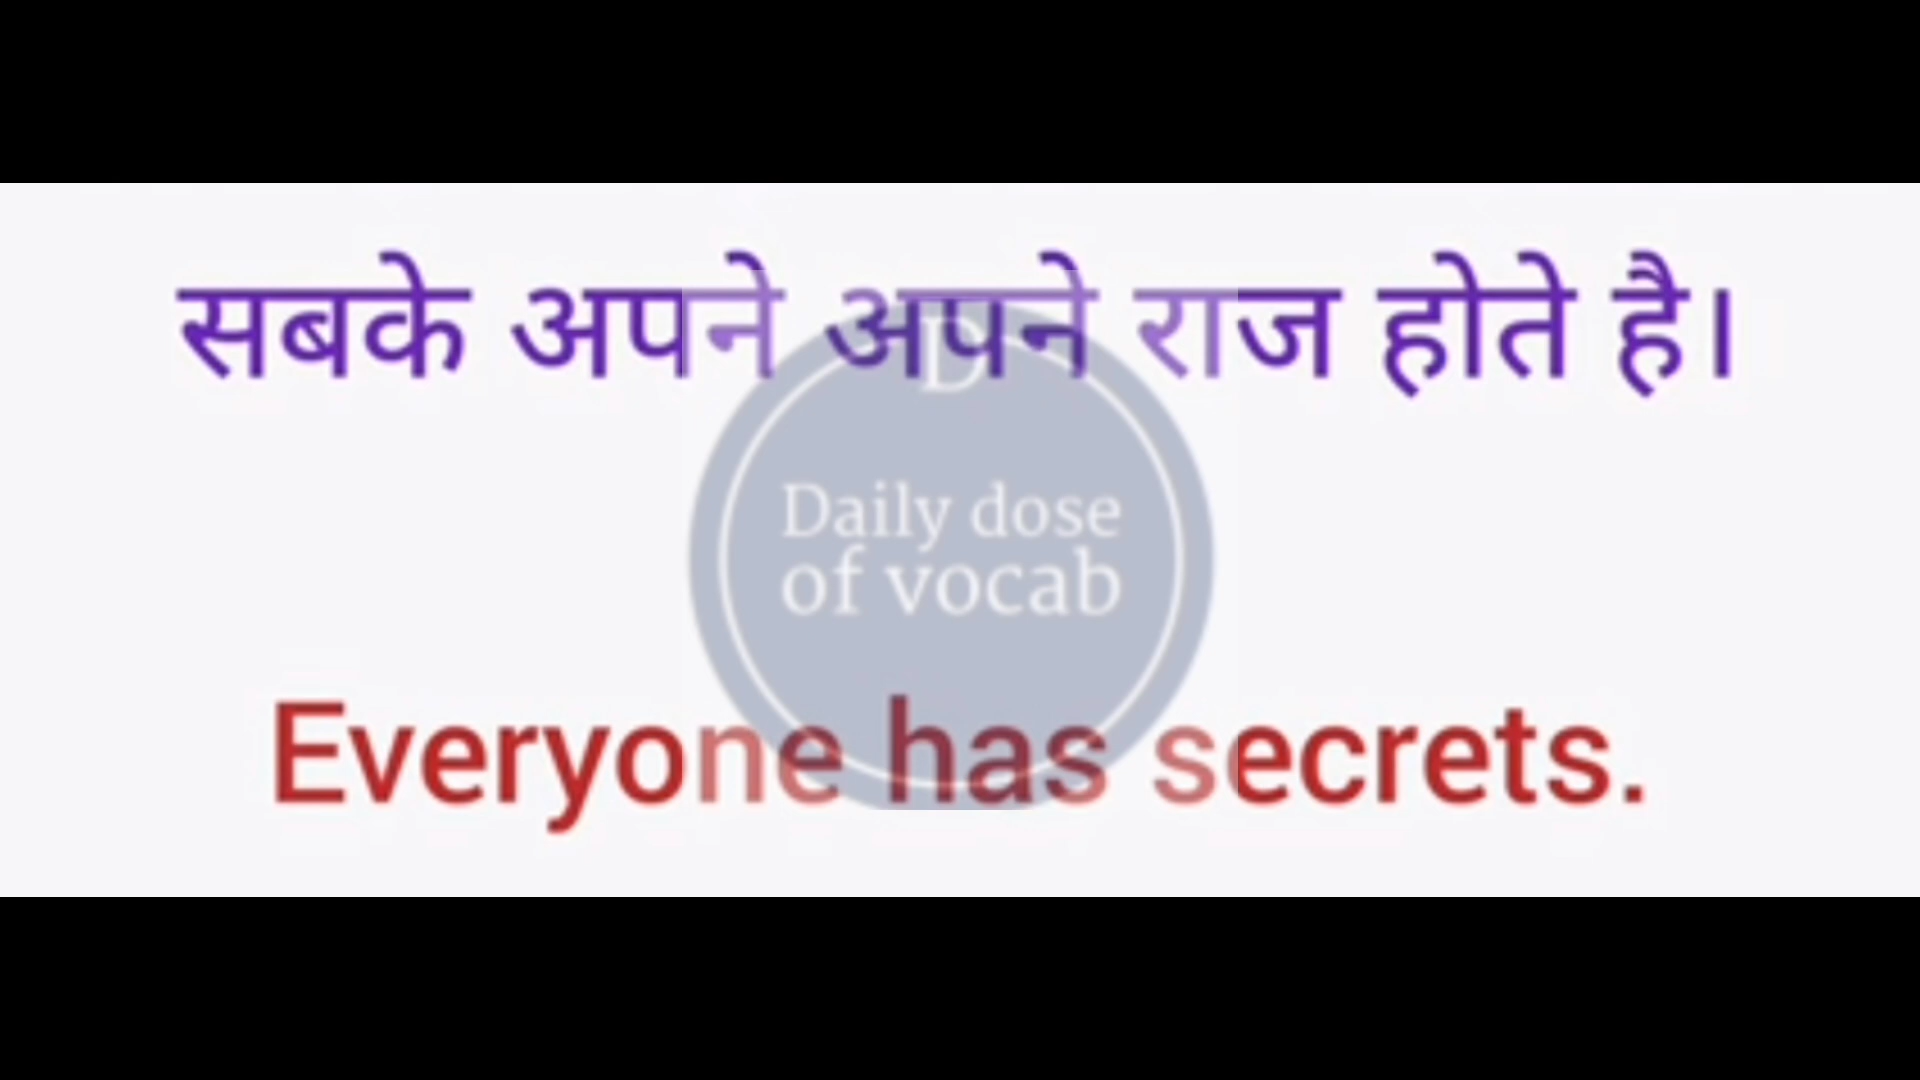 सबके अपने अपने राज होते है।
D
Daily dose
of vocab
Everyone has secrets.